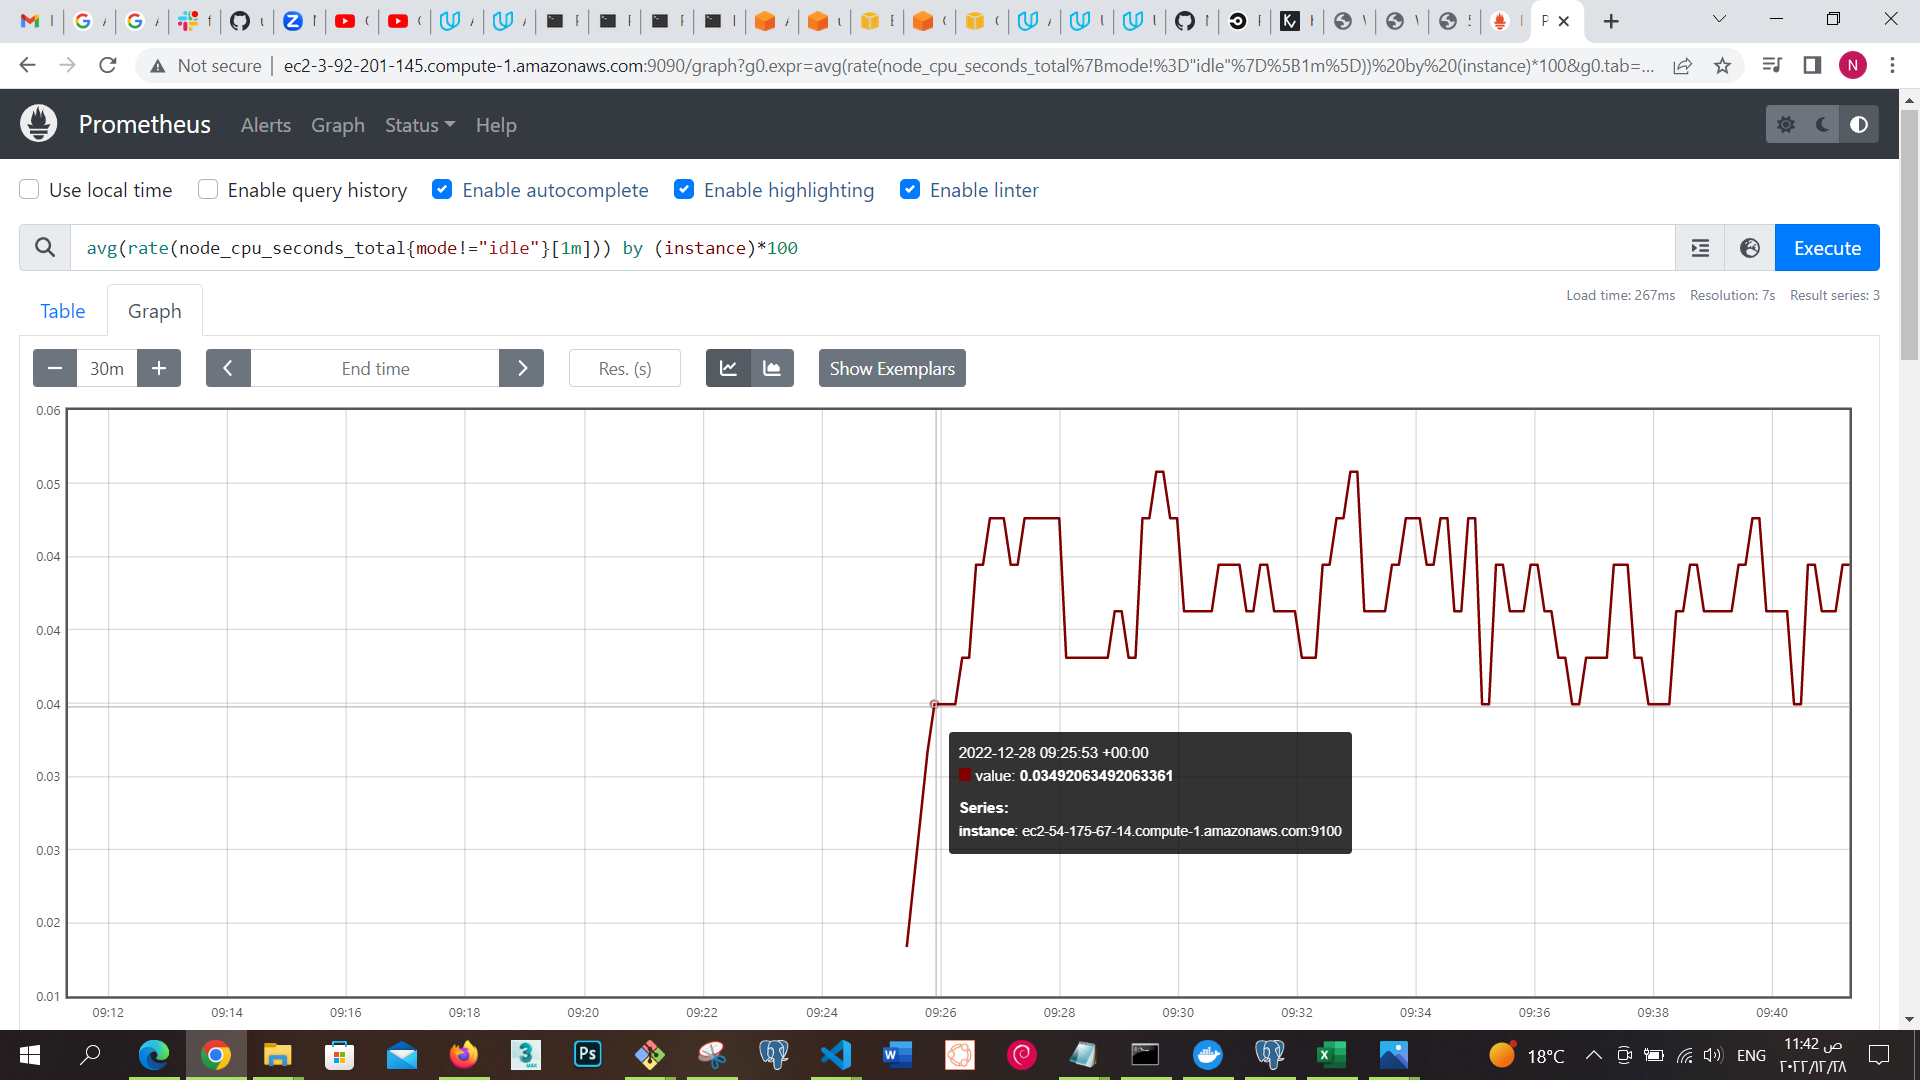 Not secure
ec2-3-92-201-145.compute-1.amazonaws.com:9090/graph?g0.expr=avg(rate(node_cpu_seconds_total%7Bmode!%3D"idle"%7D%5B1m%5D))%20by%20(instance)*100&g0.tab=...
N
Prometheus Alerts Graph Status Help
Use local time Enable query history Enable autocomplete Enable highlighting Enable linter
avg(rate(node_cpu_seconds_total{mode!="idle"}[1m])) by (instance)*100
Execute
Table Graph
Load time: 267ms Resolution: 7s Result series: 3
30m End time Res. (s) Show Exemplars
0.06
0.05
0.04
0.04
0.04
0.03
0.03
0.02
0.01
2022-12-28 09:25:53 +00:00
value: 0.03492063492063361
Series:
instance: ec2-54-175-67-14.compute-1.amazonaws.com:9100
09:12 09:14 09:16 09:18 09:20 09:22 09:24 09:26 09:28 09:30 09:32 09:34 09:36 09:38 09:40
18°C ENG
11:42 ص
٢٠٢٢/١٢/٢٨